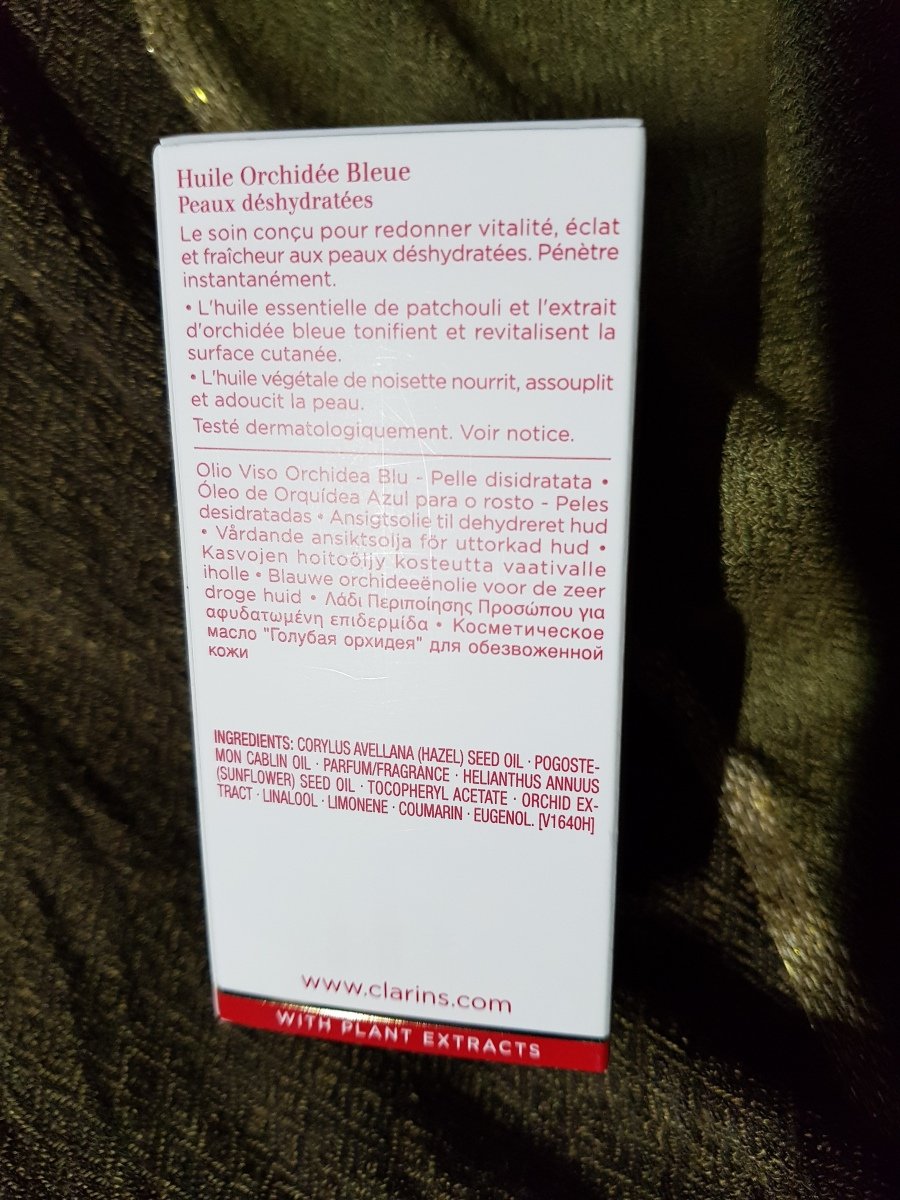 Huile Orchidée Bleue
Peaux déshydratées
Le soin conçu pour redonner vitalité, éclat
et fraîcheur aux peaux déshydratées. Pénètre
instantanément.
• L'huile essentielle de patchouli et l'extrait
d'orchidée bleue tonifient et revitalisent la
surface cutanée.
• L'huile végétale de noisette nourrit, assouplit
et adoucit la peau.
Testé dermatologiquement. Voir notice.
Olio Viso Orchidea Blu - Pelle disidratata •
Óleo de Orquídea Azul para o rosto - Peles
desidratadas • Ansigtsolie til dehydreret hud
• Vårdande ansiktsolja för uttorkad hud •
Kasvojen hoitoöljy kosteutta vaativalle
iholle • Blauwe orchideeënolie voor de zeer
droge huid • Λάδι Περιποίησης Προσώπου για
αφυδατωμένη επιδερμίδα • Косметическое
масло "Голубая орхидея" для обезвоженной
кожи
INGREDIENTS: CORYLUS AVELLANA (HAZEL) SEED OIL · POGOSTE-
MON CABLIN OIL · PARFUM/FRAGRANCE · HELIANTHUS ANNUUS
(SUNFLOWER) SEED OIL · TOCOPHERYL ACETATE · ORCHID EX-
TRACT · LINALOOL · LIMONENE · COUMARIN · EUGENOL. [V1640H]
www.clarins.com
WITH PLANT EXTRACTS